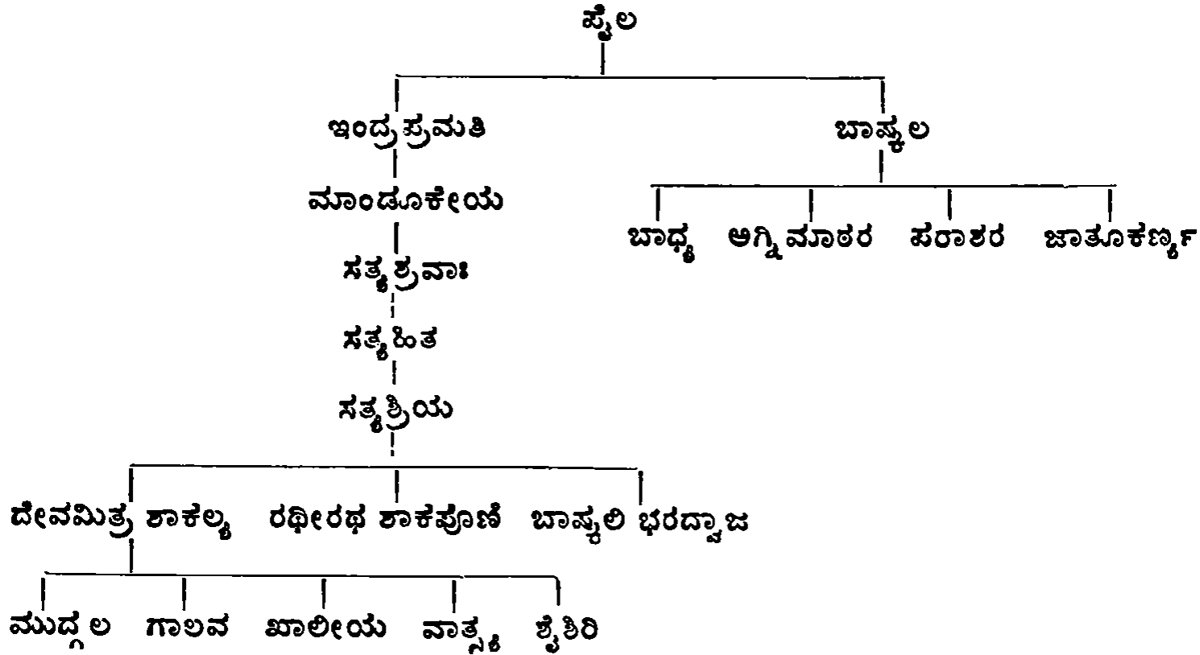 ಪೈಲ
ಇಂದ್ರಪ್ರಮತಿ ಬಾಷ್ಕಲ
ಮಾಂಡೂಕೇಯ
ಬಾಧ್ಯ ಅಗ್ನಿಮಾಠರ ಪರಾಶರ ಜಾತೂಕರ್ಣ್ಯ
ಸತ್ಯಶ್ರವಾಃ
ಸತ್ಯಹಿತ
ಸತ್ಯಶ್ರಿಯ
ದೇವಮಿತ್ರ ಶಾಕಲ್ಯ ರಥೀರಥ ಶಾಕಪೂಣಿ ಬಾಷ್ಕಲಿ ಭರದ್ವಾಜ
ಮುದ್ಗಲ ಗಾಲವ ಖಾಲೀಯ ವಾತ್ಸ್ಯ ಶೈಶಿರಿ